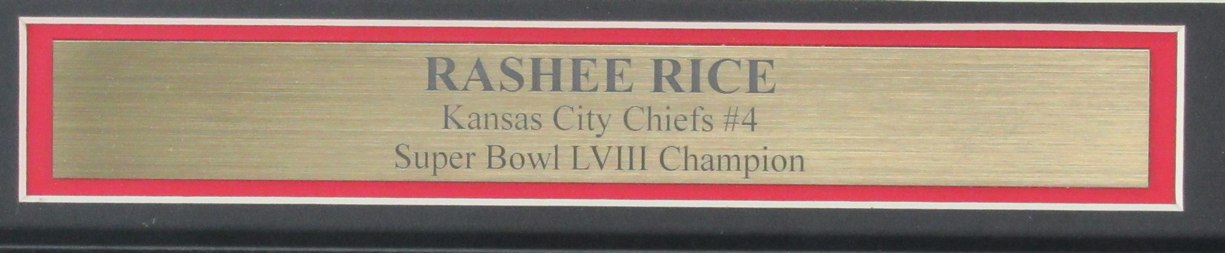 RASHEE RICE
Kansas City Chiefs #4
Super Bowl LVIII Champion